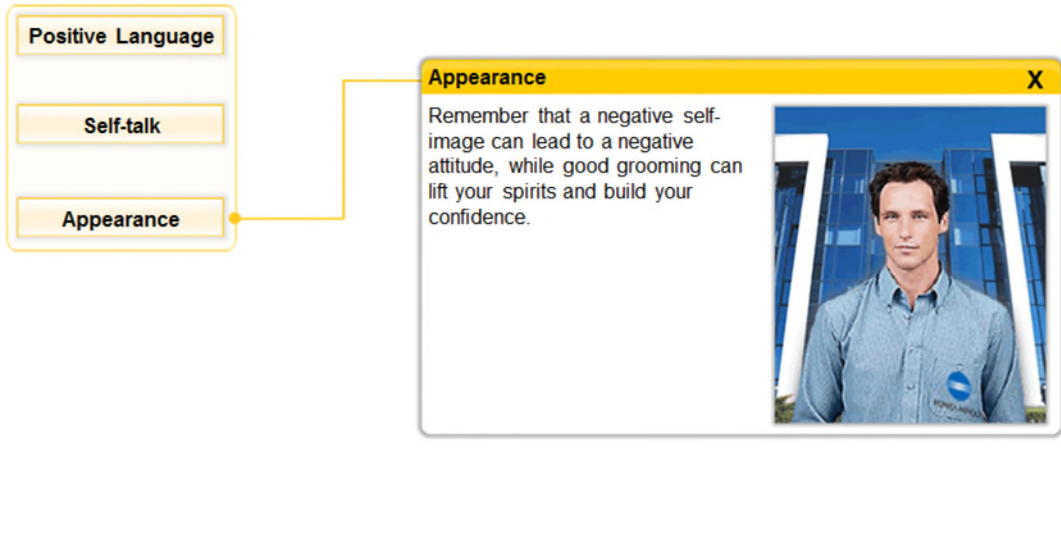 Positive Language
Self-talk
Appearance
Appearance
X
Remember that a negative self-
image can lead to a negative
attitude, while good grooming can
lift your spirits and build your
confidence.